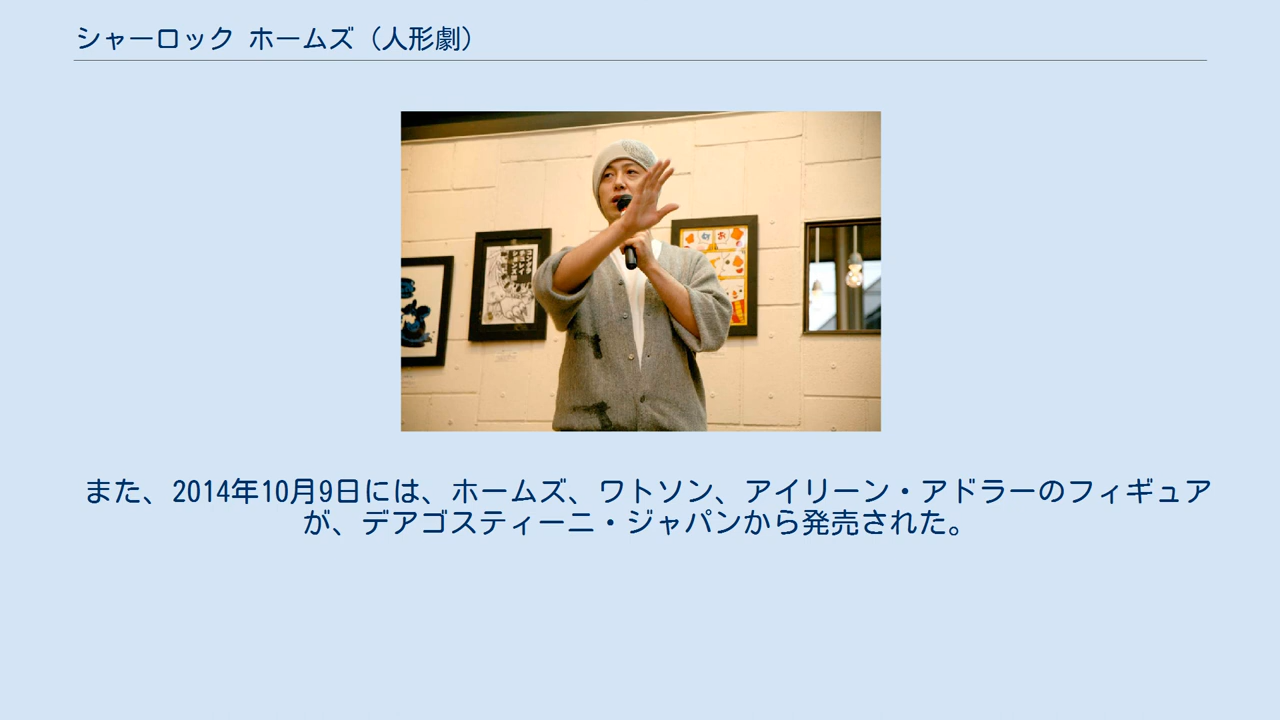 シャーロック ホームズ（人形劇）
また、2014年10月9日には、ホームズ、ワトソン、アイリーン・アドラーのフィギュア
が、デアゴスティーニ・ジャパンから発売された。